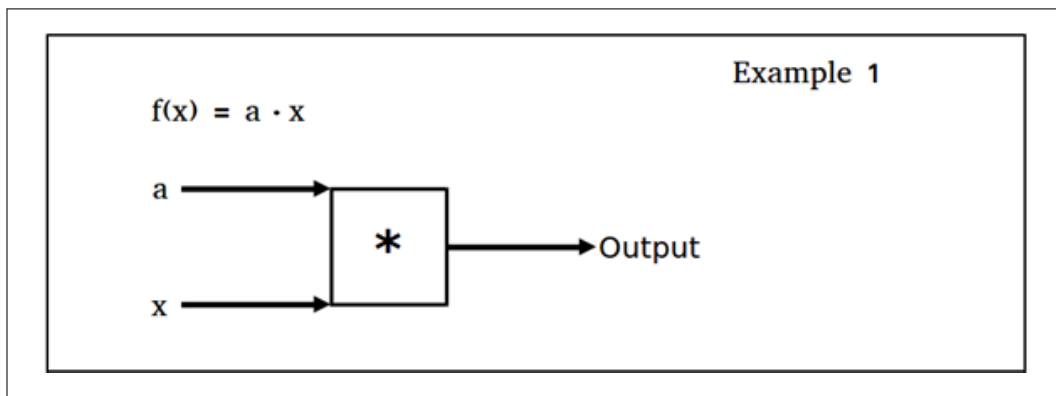 Example 1
f(x) = a · x
a
*
Output
x